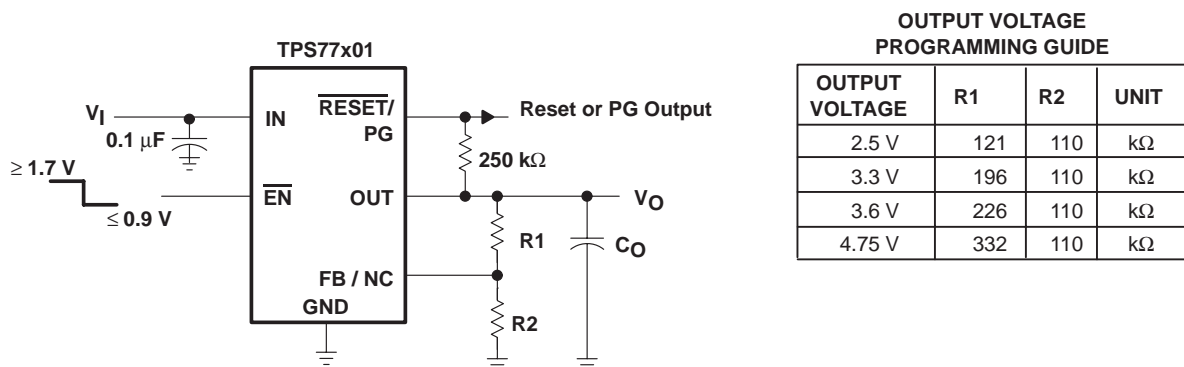 TPS77x01
V_I
0.1 μF
IN
RESET/
PG
Reset or PG Output
250 kΩ
≥ 1.7 V
≤ 0.9 V
EN
OUT
V_O
R1
C_O
FB / NC
GND
R2
OUTPUT VOLTAGE
PROGRAMMING GUIDE
OUTPUT VOLTAGE R1 R2 UNIT
2.5 V 121 110 kΩ
3.3 V 196 110 kΩ
3.6 V 226 110 kΩ
4.75 V 332 110 kΩ